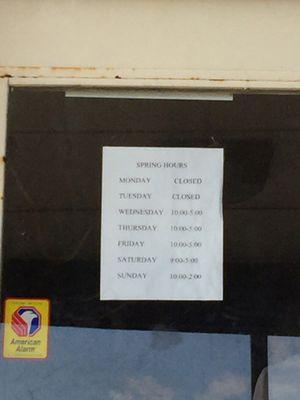 SPRING HOURS
MONDAY CLOSED
TUESDAY CLOSED
WEDNESDAY 10:00-5:00
THURSDAY 10:00-5:00
FRIDAY 10:00-5:00
SATURDAY 9:00-5:00
SUNDAY 10:00-2:00
American
Alarm